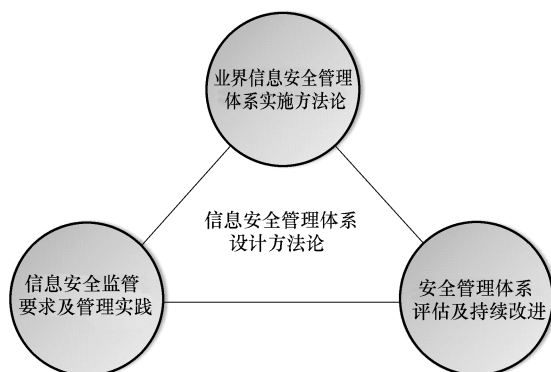 业界信息安全管理
体系实施方法论
信息安全管理体系
设计方法论
信息安全监管
要求及管理实践
安全管理体系
评估及持续改进